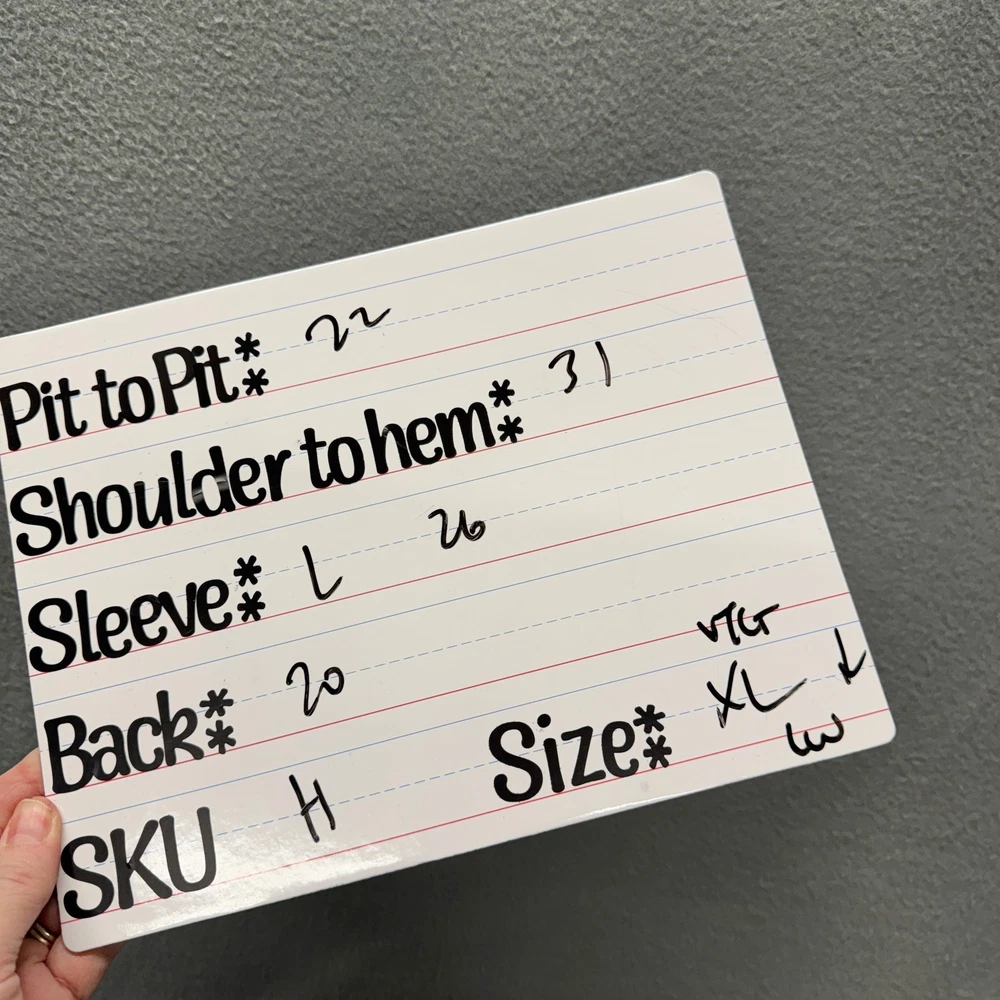 Pit to Pit: 22
Shoulder to hem: 31
Sleeve: L 26
Back: 20
VTG
Size: XL
SKU H